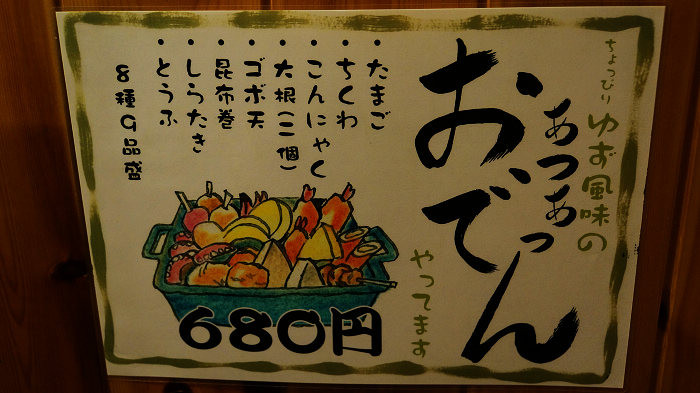 ちょっぴり
ゆず風味の
あつあっつ
おでん
やってます
・たまご
・ちくわ
・こんにゃく
・大根(二個)
・ゴボ天
・昆布巻
・しらたき
・とうふ
8種9品盛
680円